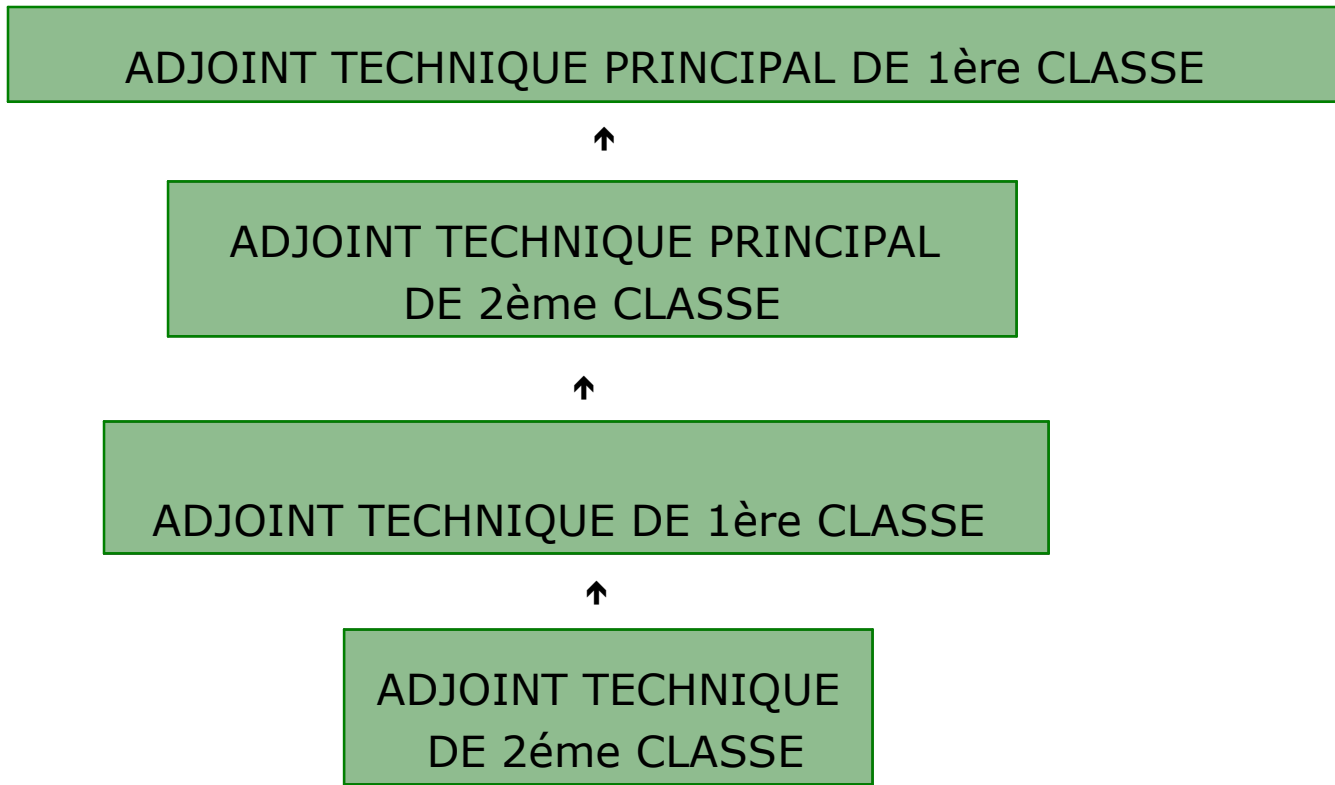 ADJOINT TECHNIQUE PRINCIPAL DE 1ère CLASSE
ADJOINT TECHNIQUE PRINCIPAL
DE 2ème CLASSE
ADJOINT TECHNIQUE DE 1ère CLASSE
ADJOINT TECHNIQUE
DE 2éme CLASSE